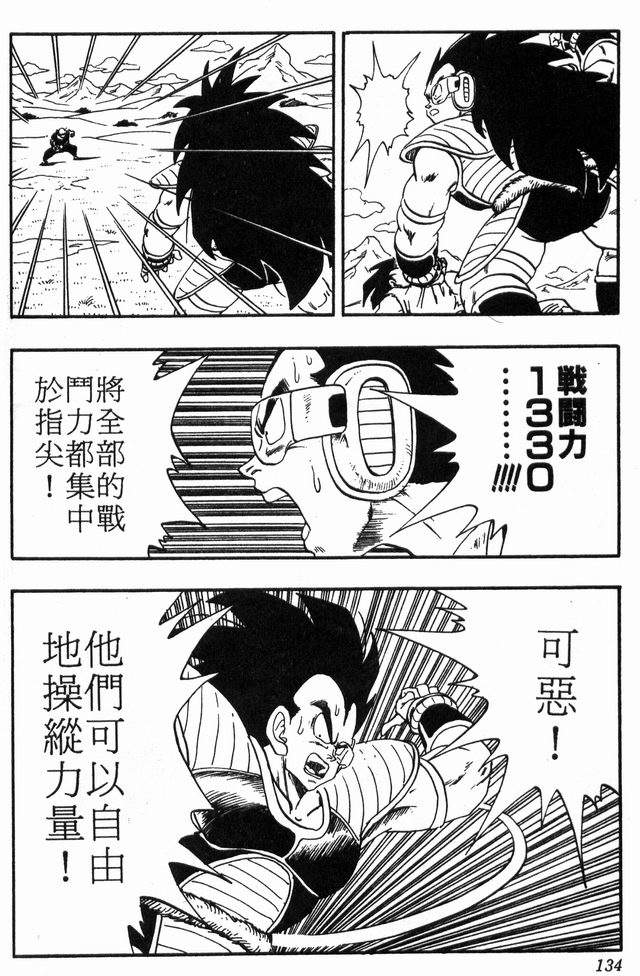 戦闘力
1330
………!!!!!
將全部的戰
鬥力都集中
於指尖！
可惡！
他們可以自由
地操縱力量！
134